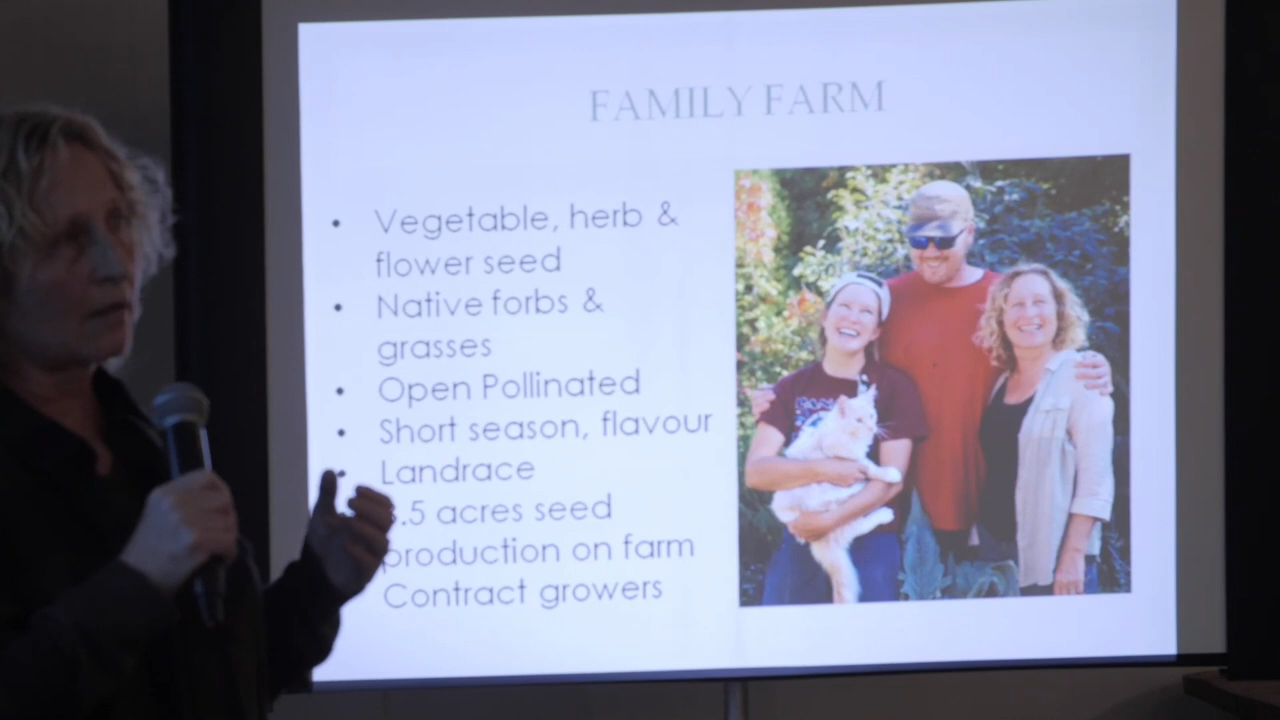 FAMILY FARM
• Vegetable, herb &
flower seed
• Native forbs &
grasses
• Open Pollinated
• Short season, flavour
• Landrace
.5 acres seed
production on farm
Contract growers